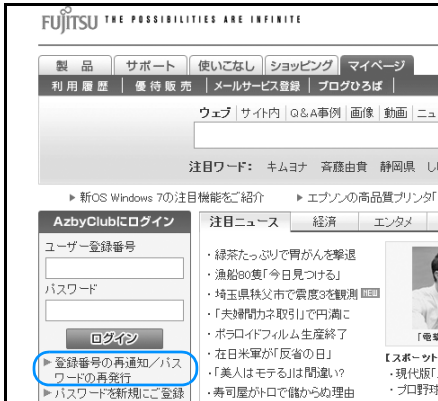 FUJITSU THE POSSIBILITIES ARE INFINITE
製品 サポート 使いこなし ショッピング マイページ
利用履歴 優待販売 メールサービス登録 ブログひろば
ウェブ サイト内 Q&A事例 画像 動画 ニュ
注目ワード: キムヨナ 斉藤由貴 静岡県
▶ 新OS Windows 7の注目機能をご紹介 ▶ エプソンの高品質プリンタ「
AzbyClubにログイン 注目ニュース 経済 エンタメ
ユーザー登録番号
・緑茶たっぷりで胃がんを撃退
・漁船80隻「今日見つける」
パスワード
・埼玉県秩父市で震度3を観測
・「夫婦間カネ取引」で円満に
ログイン
・ポラロイドフィルム生産終了
・在日米軍が「反省の日」
▶ 登録番号の再通知／パスワードの再発行
・「美人はモテる」は間違い?
・寿司屋がトロで儲からぬ理由
▶ パスワードを新規にご登録
【スポーツト
・現代版「
・プロ野球